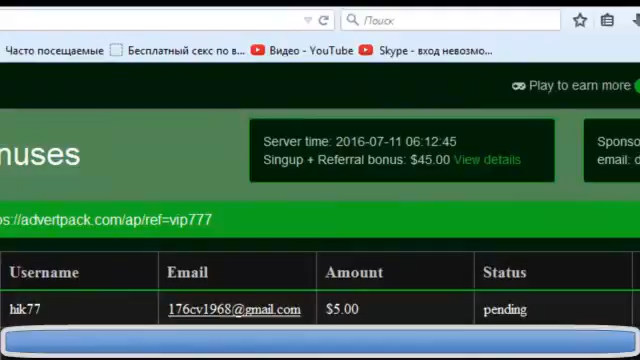 Поиск
Часто посещаемые Бесплатный секс по в... Видео - YouTube Skype - вход невозмо...
Play to earn more
nuses
Server time: 2016-07-11 06:12:45
Singup + Referral bonus: $45.00 View details
Sponso
email: d
s://advertpack.com/ap/ref=vip777
Username Email Amount Status
hik77 176cv1968@gmail.com $5.00 pending